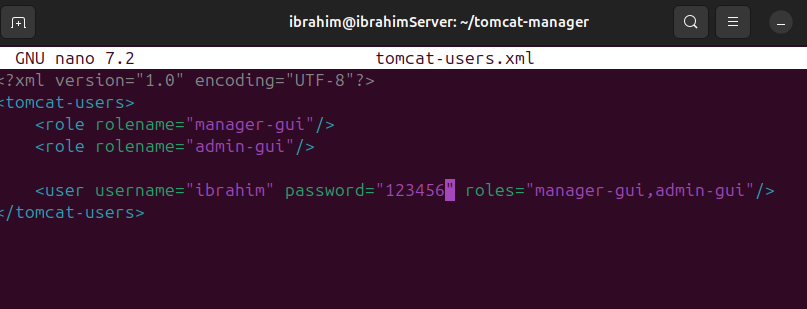 ibrahim@ibrahimServer: ~/tomcat-manager
GNU nano 7.2 tomcat-users.xml
<?xml version="1.0" encoding="UTF-8"?>
<tomcat-users>
    <role rolename="manager-gui"/>
    <role rolename="admin-gui"/>

    <user username="ibrahim" password="123456" roles="manager-gui,admin-gui"/>
</tomcat-users>